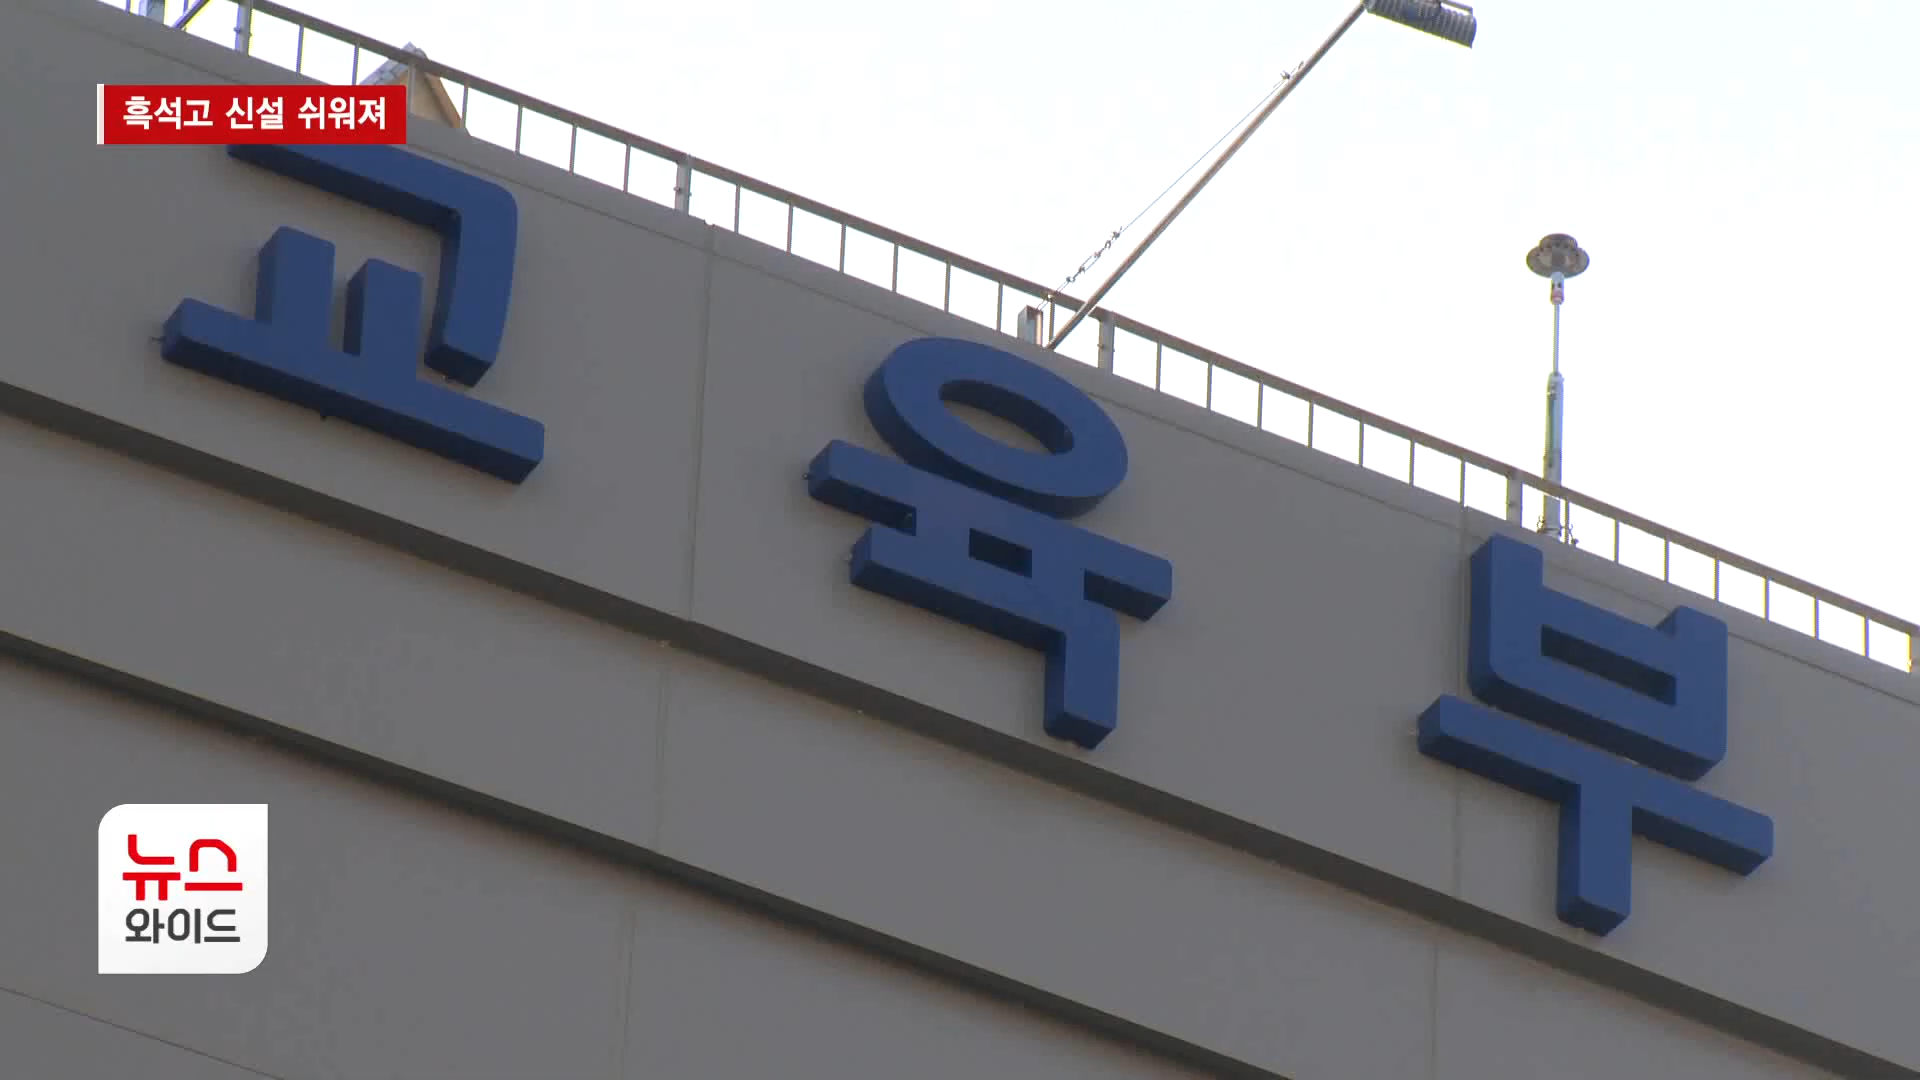 흑석고 신설 쉬워져
교육부
뉴스
와이드